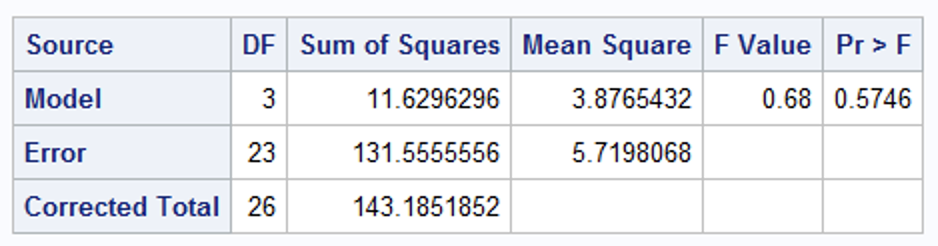 Source DF Sum of Squares Mean Square F Value Pr > F
Model 3 11.6296296 3.8765432 0.68 0.5746
Error 23 131.5555556 5.7198068
Corrected Total 26 143.1851852